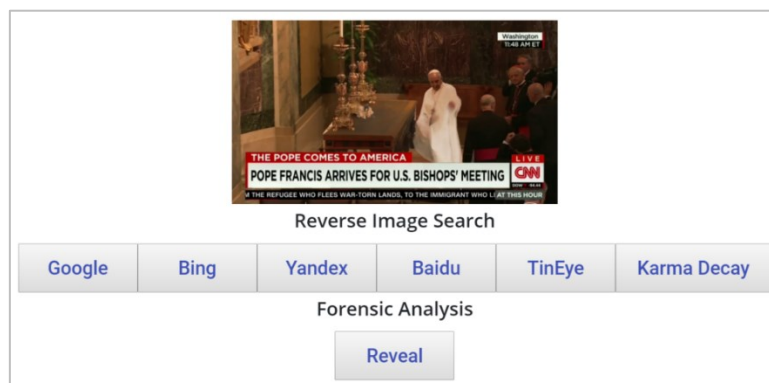 Washington
11:48 AM ET
THE POPE COMES TO AMERICA
LIVE
POPE FRANCIS ARRIVES FOR U.S. BISHOPS' MEETING
CNN
M THE REFUGEE WHO FLEES WAR-TORN LANDS, TO THE IMMIGRANT WHO L
AT THIS HOUR
Reverse Image Search
Google
Bing
Yandex
Baidu
TinEye
Karma Decay
Forensic Analysis
Reveal